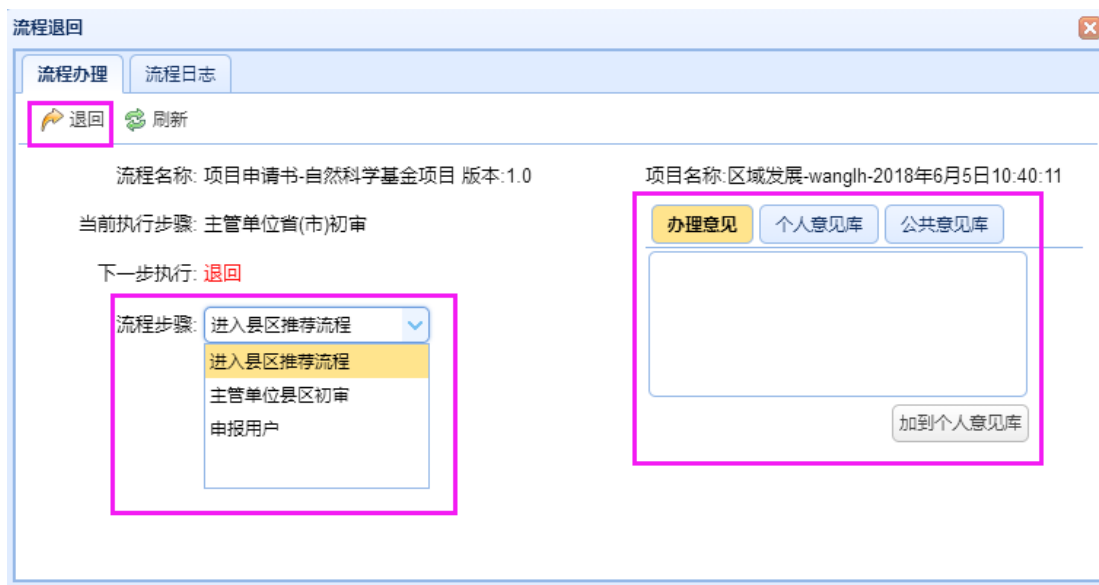 流程退回
流程办理 流程日志
退回 刷新
流程名称: 项目申请书-自然科学基金项目 版本:1.0
项目名称:区域发展-wanglh-2018年6月5日10:40:11
当前执行步骤: 主管单位省(市)初审
办理意见 个人意见库 公共意见库
下一步执行: 退回
流程步骤: 进入县区推荐流程
进入县区推荐流程
主管单位县区初审
申报用户
加到个人意见库